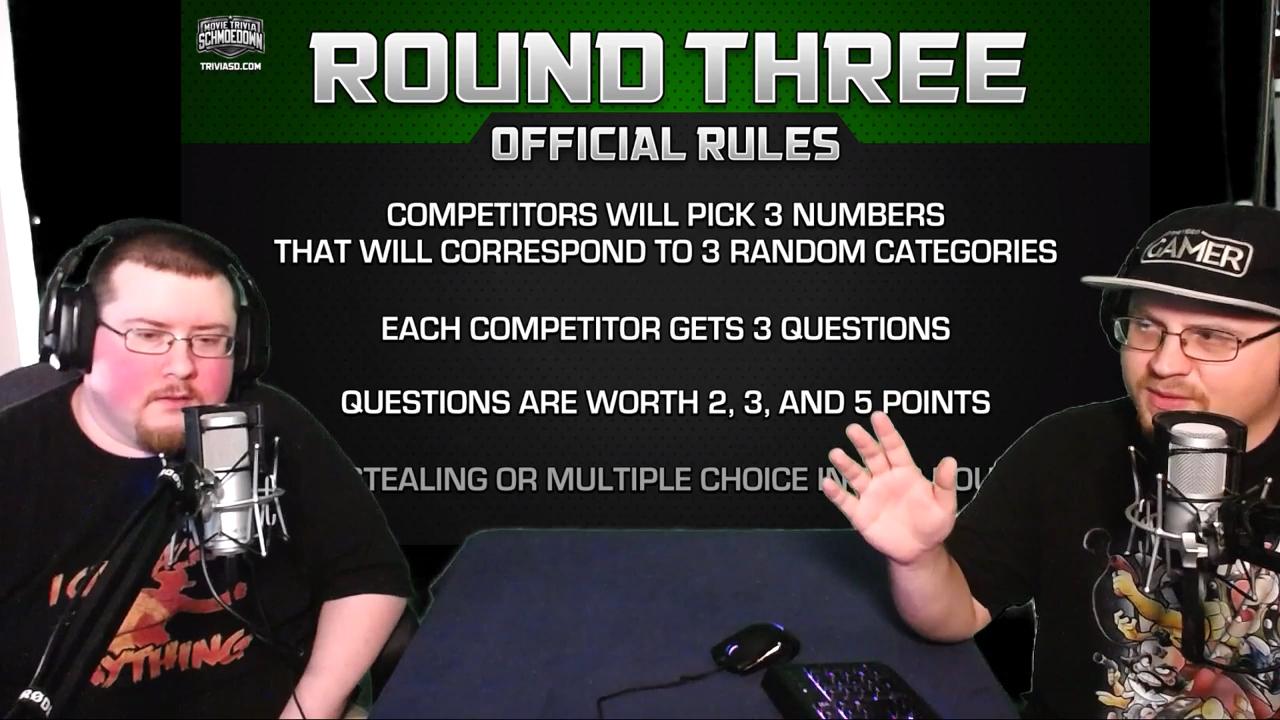 MOVIE TRIVIA
SCHMOEDOWN
TRIVIASD.COM
ROUND THREE
OFFICIAL RULES
COMPETITORS WILL PICK 3 NUMBERS
THAT WILL CORRESPOND TO 3 RANDOM CATEGORIES
EACH COMPETITOR GETS 3 QUESTIONS
QUESTIONS ARE WORTH 2, 3, AND 5 POINTS
OR MULTIPLE CHOICE
GAMER
RØDE